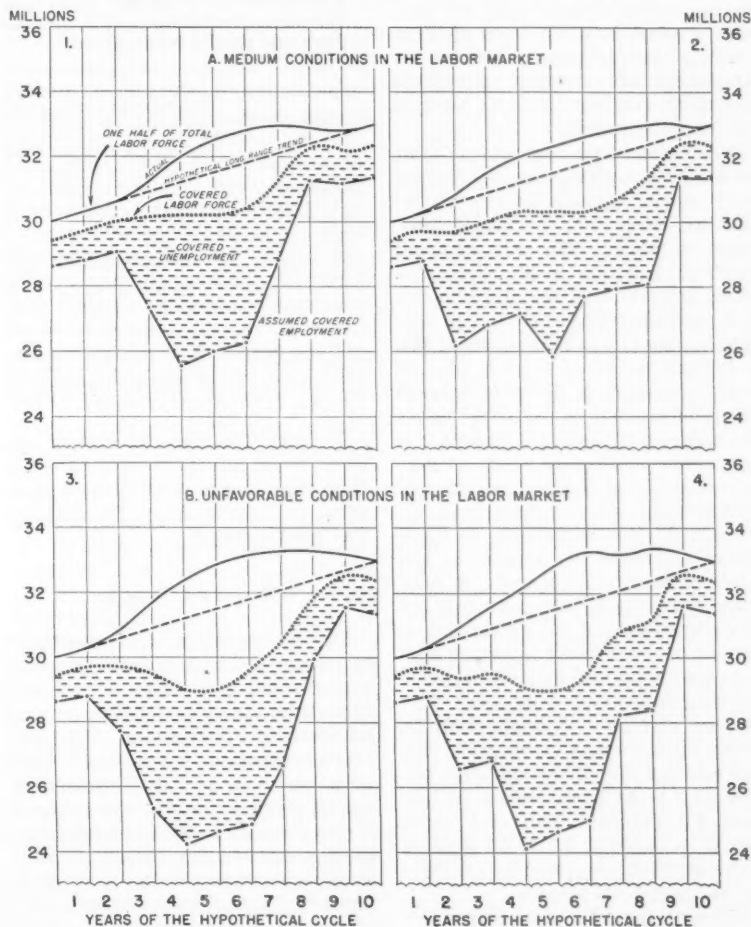 MILLIONS MILLIONS
36 36
1. 2.
A. MEDIUM CONDITIONS IN THE LABOR MARKET
34 34
ONE HALF OF TOTAL
LABOR FORCE
ACTUAL
HYPOTHETICAL LONG RANGE TREND
32 32
COVERED
LABOR FORCE
30 30
COVERED
UNEMPLOYMENT
28 28
ASSUMED COVERED
EMPLOYMENT
26 26
24 24
36 36
3. 4.
B. UNFAVORABLE CONDITIONS IN THE LABOR MARKET
34 34
32 32
30 30
28 28
26 26
24 24
1 2 3 4 5 6 7 8 9 10 1 2 3 4 5 6 7 8 9 10
YEARS OF THE HYPOTHETICAL CYCLE YEARS OF THE HYPOTHETICAL CYCLE